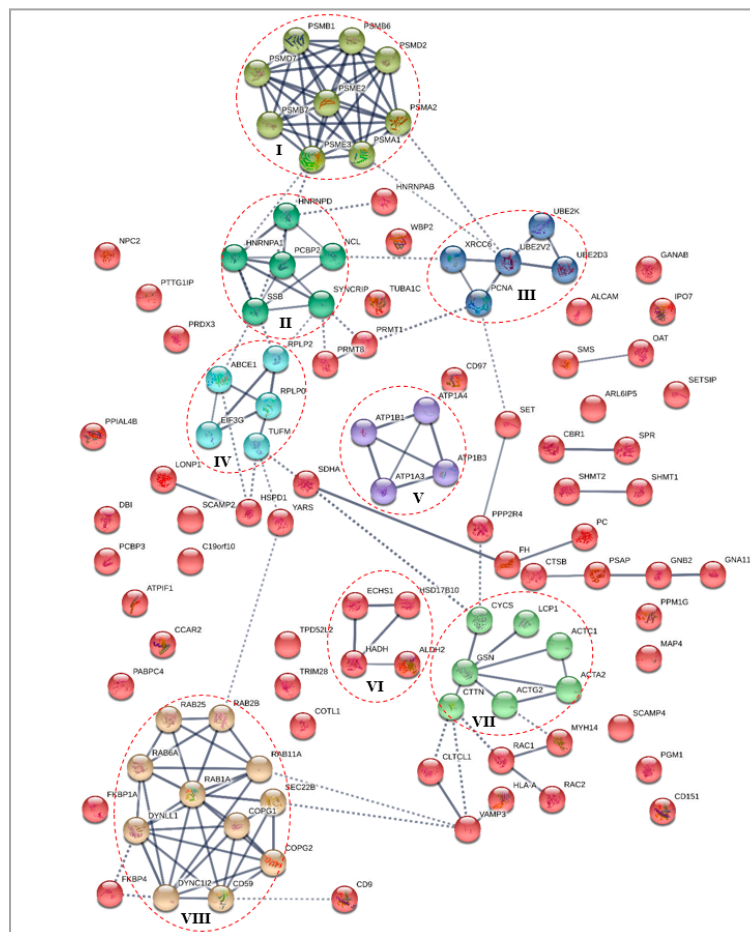 PSMB1
PSMB6
PSMD7
PSMD2
PSME2
PSMB7
PSMA2
PSME3
PSMA1
I
HNRNPD
HNRNPAB
WBP2
UBE2K
HNRNPA1
PCBP2
NCL
XRCC6
UBE2V2
UBE2D3
NPC2
GANAB
PTTG1IP
SSB
SYNCRIP
TUBA1C
PCNA
III
ALCAM
IPO7
II
PRDX3
PRMT1
RPLP2
PRMT8
SMS
OAT
ABCE1
CD97
ATP1A4
RPLP0
ARL6IP5
SETSIP
EIF3G
ATP1B1
SET
PPIAL4B
TUFM
CBR1
SPR
IV
ATP1B3
LONP1
SDHA
ATP1A3
V
SHMT2
SHMT1
DBI
SCAMP2
HSPD1
YARS
PPP2R4
PC
PCBP3
C19orf10
FH
CTSB
PSAP
GNB2
GNA11
ATPIF1
ECHS1
HSD17B10
CYCS
LCP1
PPM1G
CCAR2
TPD52L2
ACTC1
HADH
ALDH2
GSN
MAP4
PABPC4
TRIM28
VI
CTTN
ACTG2
ACTA2
VII
RAB25
RAB2B
COTL1
SCAMP4
MYH14
RAB6A
RAB11A
RAC1
CLTCL1
PGM1
RAB1A
SEC22B
FKBP1A
HLA-A
RAC2
CD151
DYNLL1
COPG1
VAMP3
COPG2
FKBP4
DYNC1I2
CD59
CD9
VIII